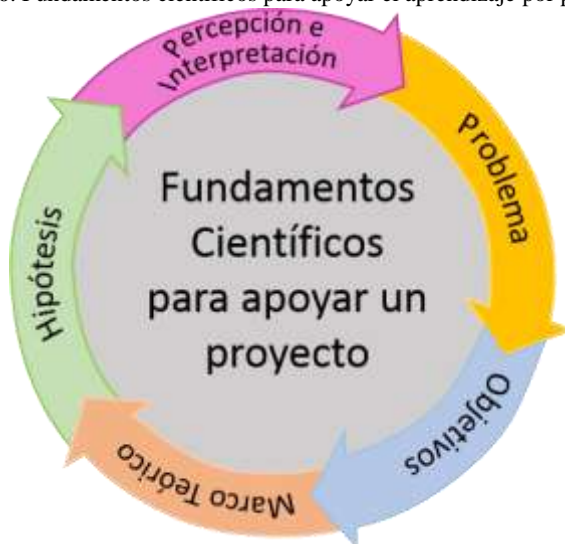 Fundamentos científicos para apoyar el aprendizaje por
Percepción e
Interpretación
Problema
Objetivos
Marco Teórico
Hipótesis
Fundamentos
Científicos
para apoyar un
proyecto